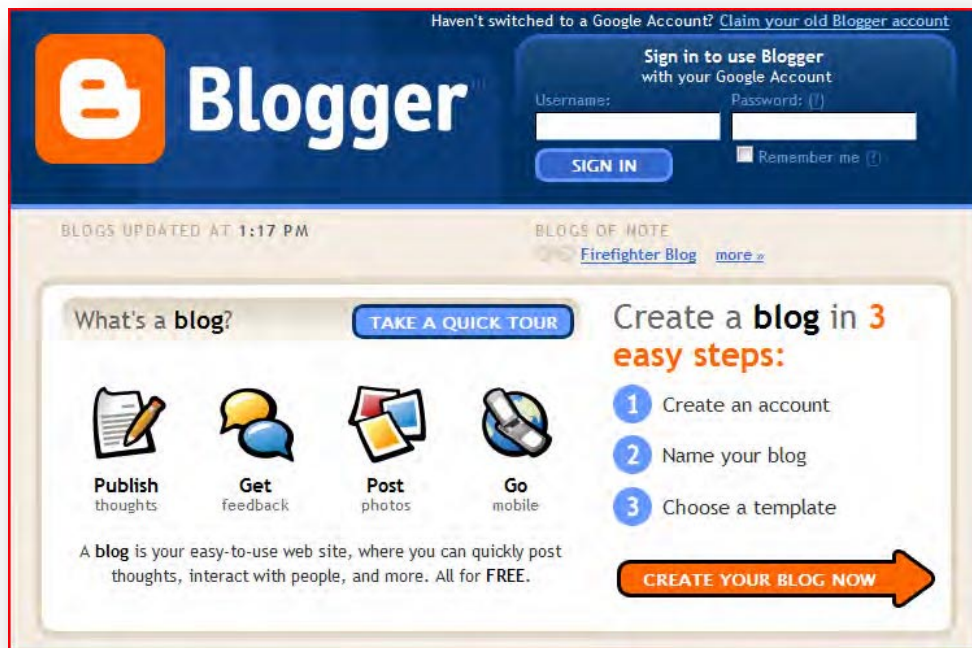 Haven't switched to a Google Account? Claim your old Blogger account
Blogger
Sign in to use Blogger
with your Google Account
Username:
Password: (?)
SIGN IN
Remember me (?)
BLOGS UPDATED AT 1:17 PM
BLOGS OF NOTE
Firefighter Blog more »
What's a blog?
TAKE A QUICK TOUR
Publish
thoughts
Get
feedback
Post
photos
Go
mobile
A blog is your easy-to-use web site, where you can quickly post
thoughts, interact with people, and more. All for FREE.
Create a blog in 3
easy steps:
1 Create an account
2 Name your blog
3 Choose a template
CREATE YOUR BLOG NOW